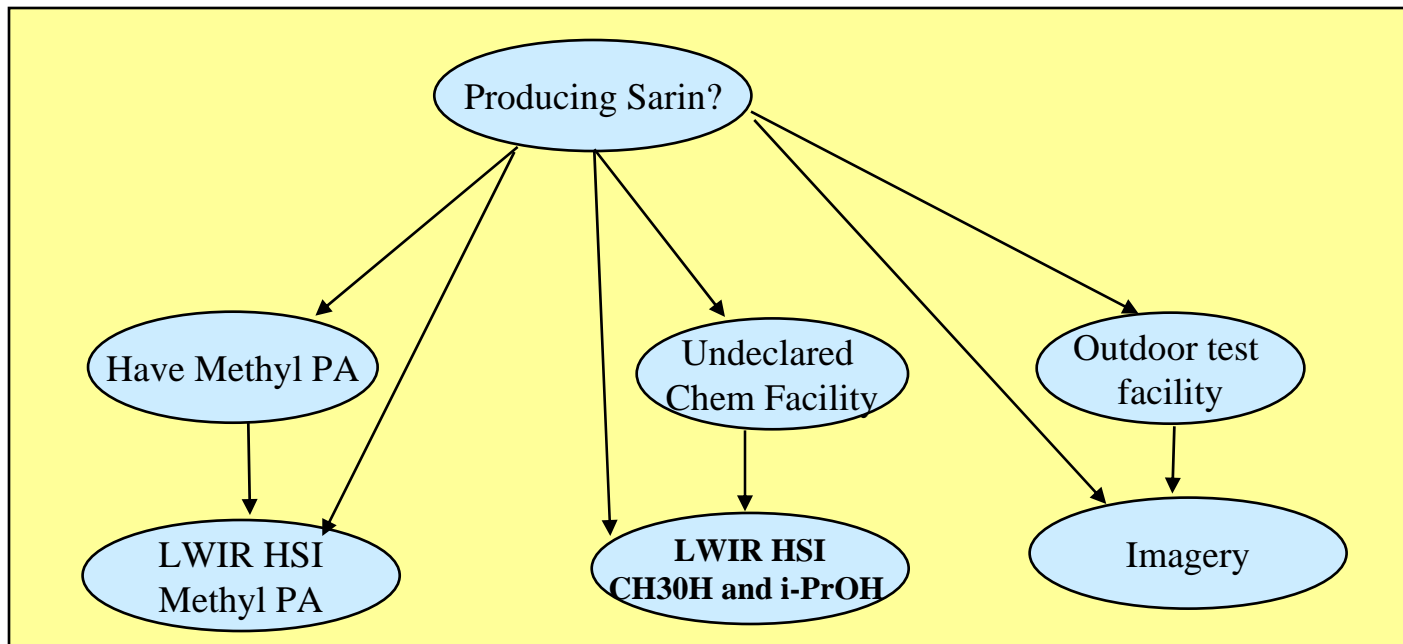 Producing Sarin?
Have Methyl PA
Undeclared
Chem Facility
Outdoor test
facility
LWIR HSI
Methyl PA
LWIR HSI
CH30H and i-PrOH
Imagery